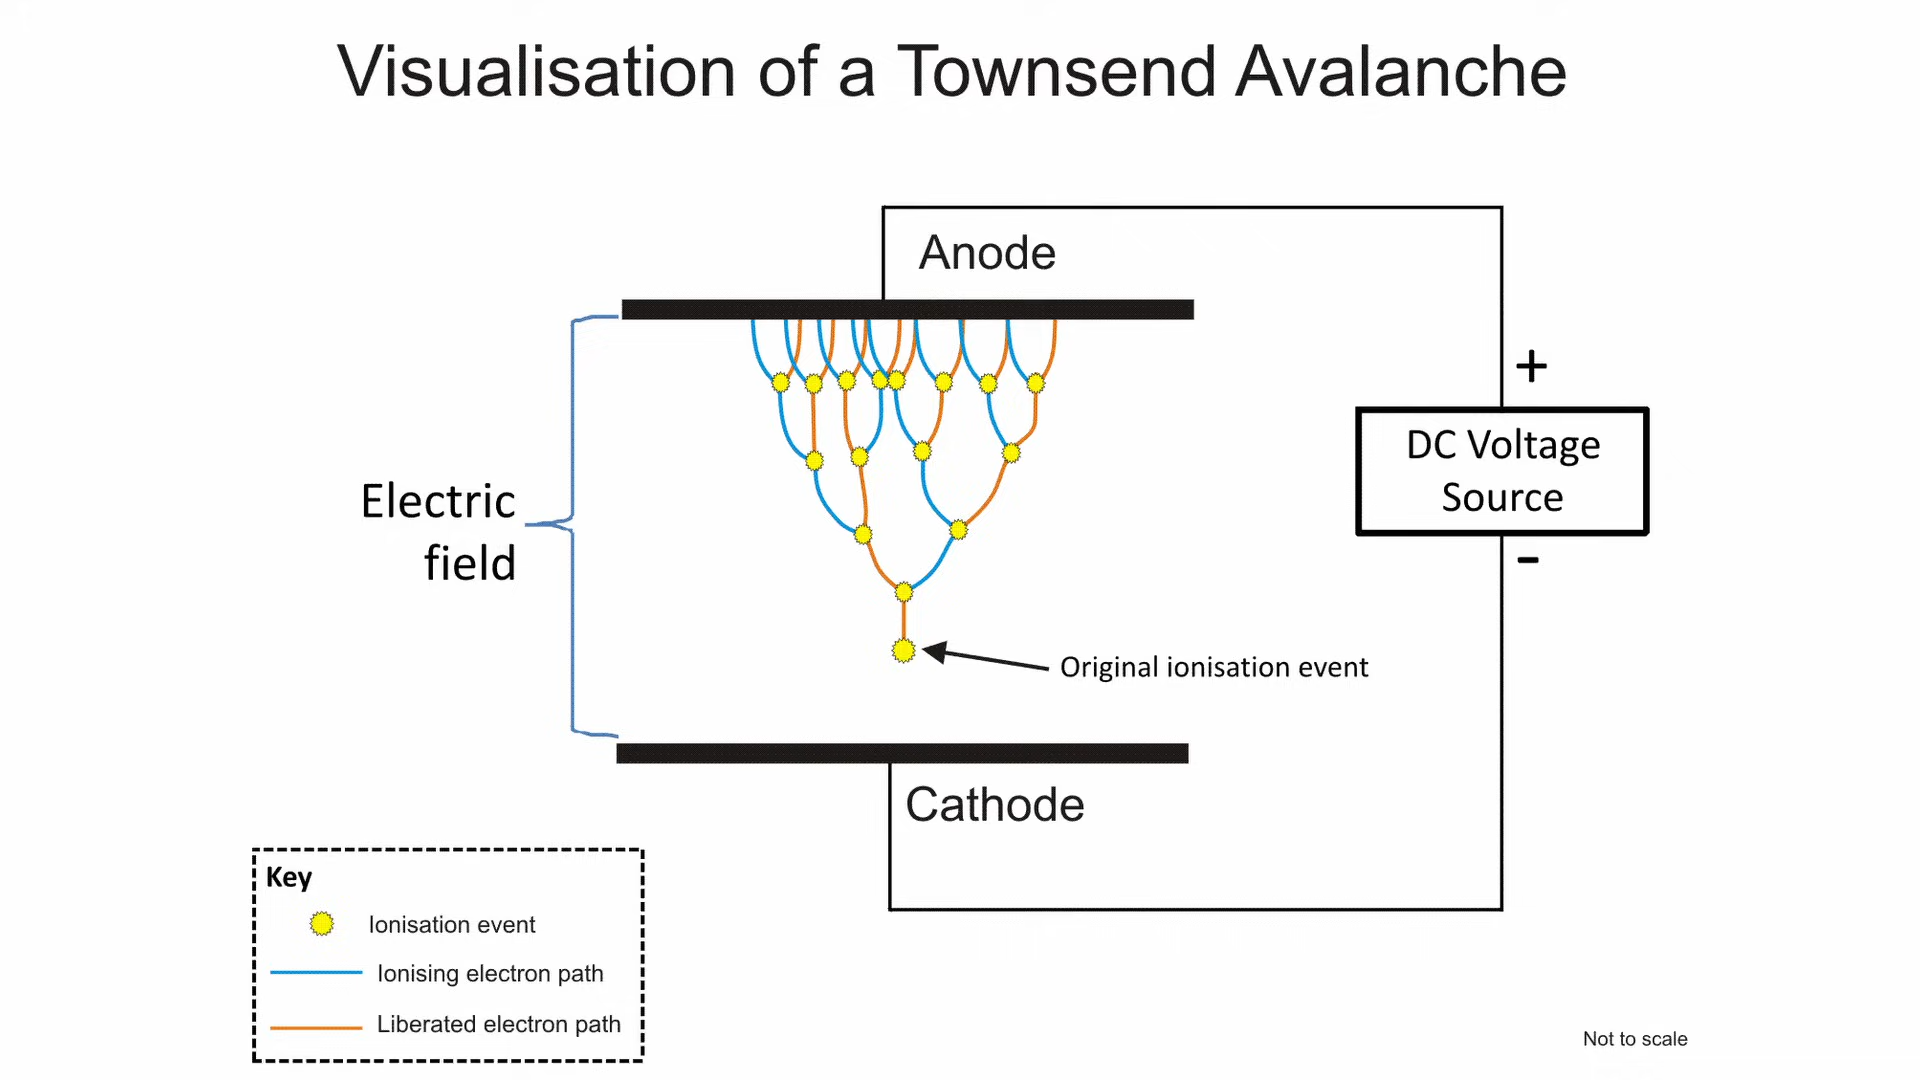 Visualisation of a Townsend Avalanche
Anode
+
DC Voltage
Source
-
Electric
field
Original ionisation event
Cathode
Key
Ionisation event
Ionising electron path
Liberated electron path
Not to scale